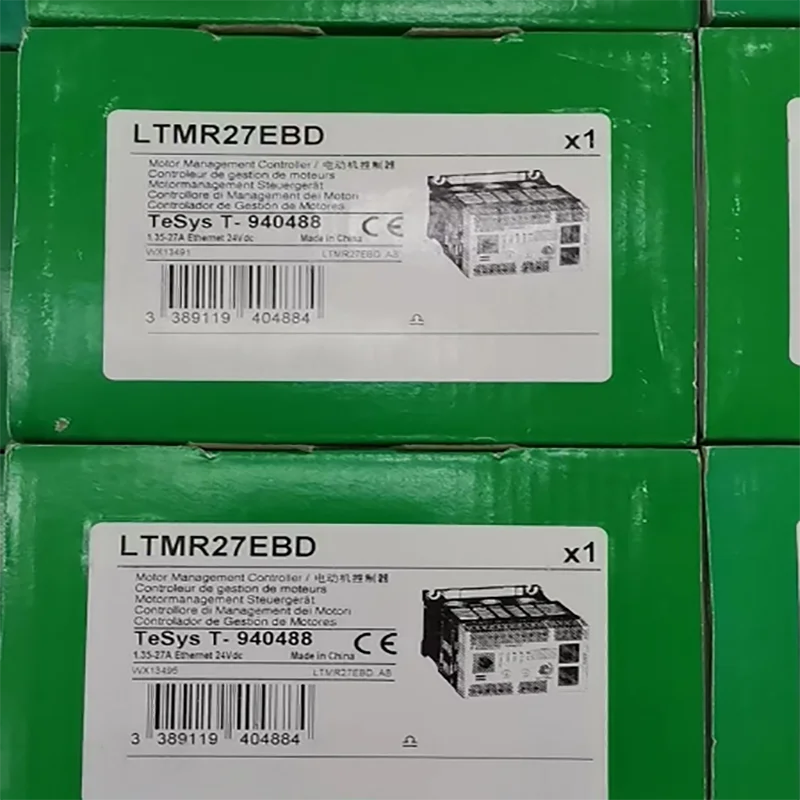 LTMR27EBD
x1
Motor Management Controller / 电动机控制器
Controleur de gestion de moteurs
Motormanagement Steuergerät
Controllore di Management dei Motori
Controlador de Gestión de Motores
TeSys T- 940488
CE
1.35-27A Ethernet 24Vdc Made in China
WX13491 LTMR27EBD AB
3 389119 404884
LTMR27EBD
x1
Motor Management Controller / 电动机控制器
Controleur de gestion de moteurs
Motormanagement Steuergerät
Controllore di Management dei Motori
Controlador de Gestión de Motores
TeSys T- 940488
CE
1.35-27A Ethernet 24Vdc Made in China
WX13495 LTMR27EBD AB
3 389119 404884